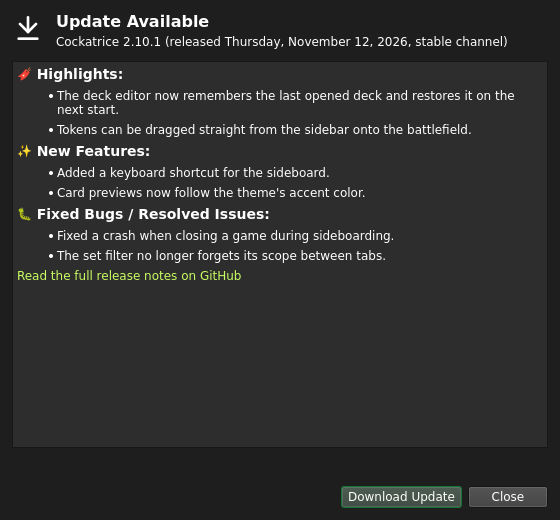 Update Available
Cockatrice 2.10.1 (released Thursday, November 12, 2026, stable channel)
🧨 Highlights:
• The deck editor now remembers the last opened deck and restores it on the
next start.
• Tokens can be dragged straight from the sidebar onto the battlefield.
✨ New Features:
• Added a keyboard shortcut for the sideboard.
• Card previews now follow the theme's accent color.
🐛 Fixed Bugs / Resolved Issues:
• Fixed a crash when closing a game during sideboarding.
• The set filter no longer forgets its scope between tabs.
Read the full release notes on GitHub
Download Update
Close